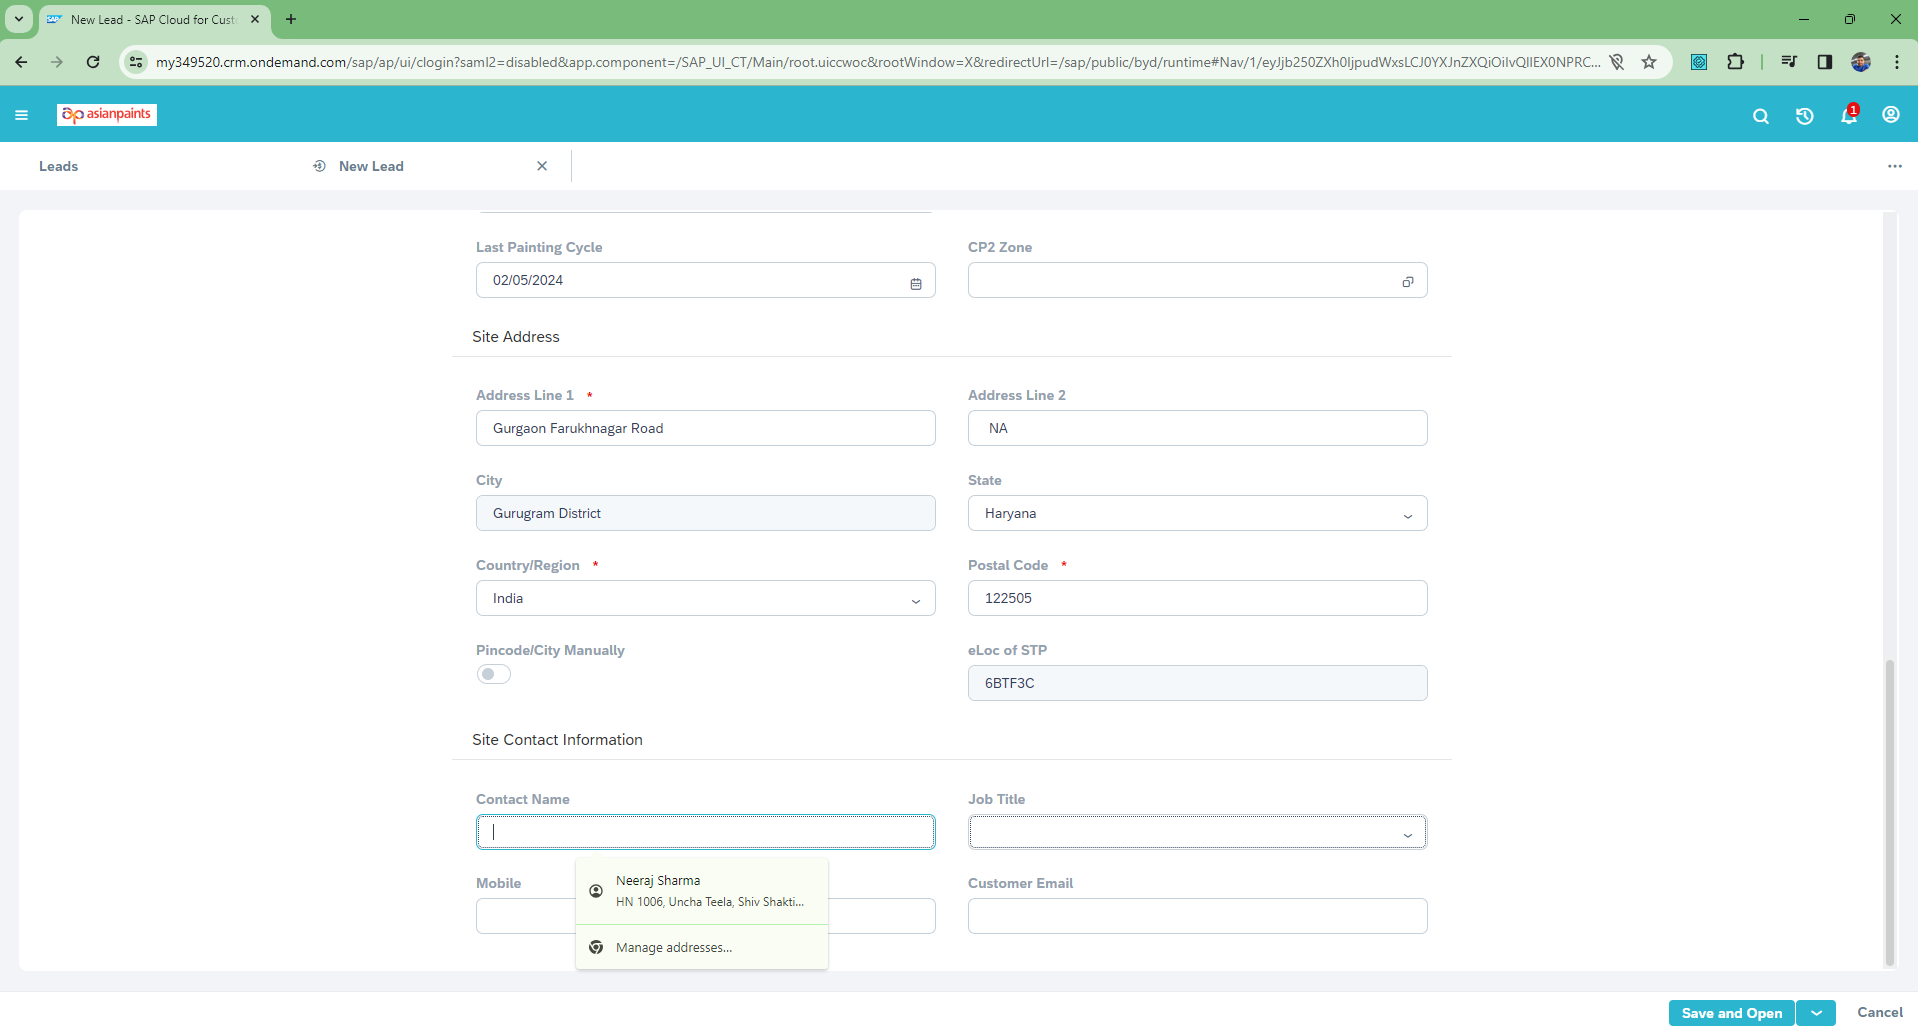 New Lead - SAP Cloud for Cust
my349520.crm.ondemand.com/sap/ap/ui/clogin?saml2=disabled&app.component=/SAP_UI_CT/Main/root.uiccwoc&rootWindow=X&redirectUrl=/sap/public/byd/runtime#Nav/1/eyJjb250ZXh0IjpudWxsLCJ0YXJnZXQiOiIvQllEX0NPRC...
asianpaints
1
Leads
New Lead
Last Painting Cycle
CP2 Zone
02/05/2024
Site Address
Address Line 1 *
Address Line 2
Gurgaon Farukhnagar Road
NA
City
State
Gurugram District
Haryana
Country/Region *
Postal Code *
India
122505
Pincode/City Manually
eLoc of STP
6BTF3C
Site Contact Information
Contact Name
Job Title
Neeraj Sharma
HN 1006, Uncha Teela, Shiv Shakti...
Mobile
Customer Email
Manage addresses...
Save and Open
Cancel